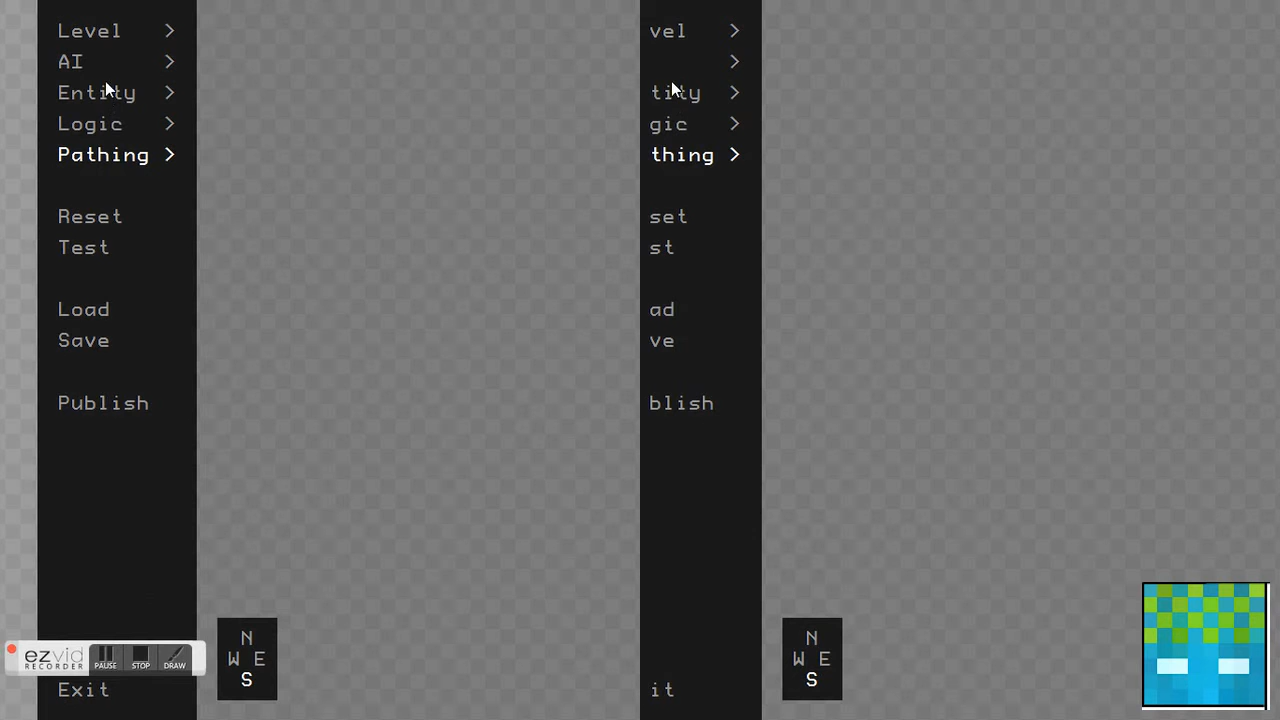 Level >
AI >
Entity >
Logic >
Pathing >
Reset
Test
Load
Save
Publish
Exit
N
W E
S
ezvid
RECORDER
PAUSE
STOP
DRAW
vel >
>
tity >
gic >
thing >
set
st
ad
ve
blish
it
N
W E
S